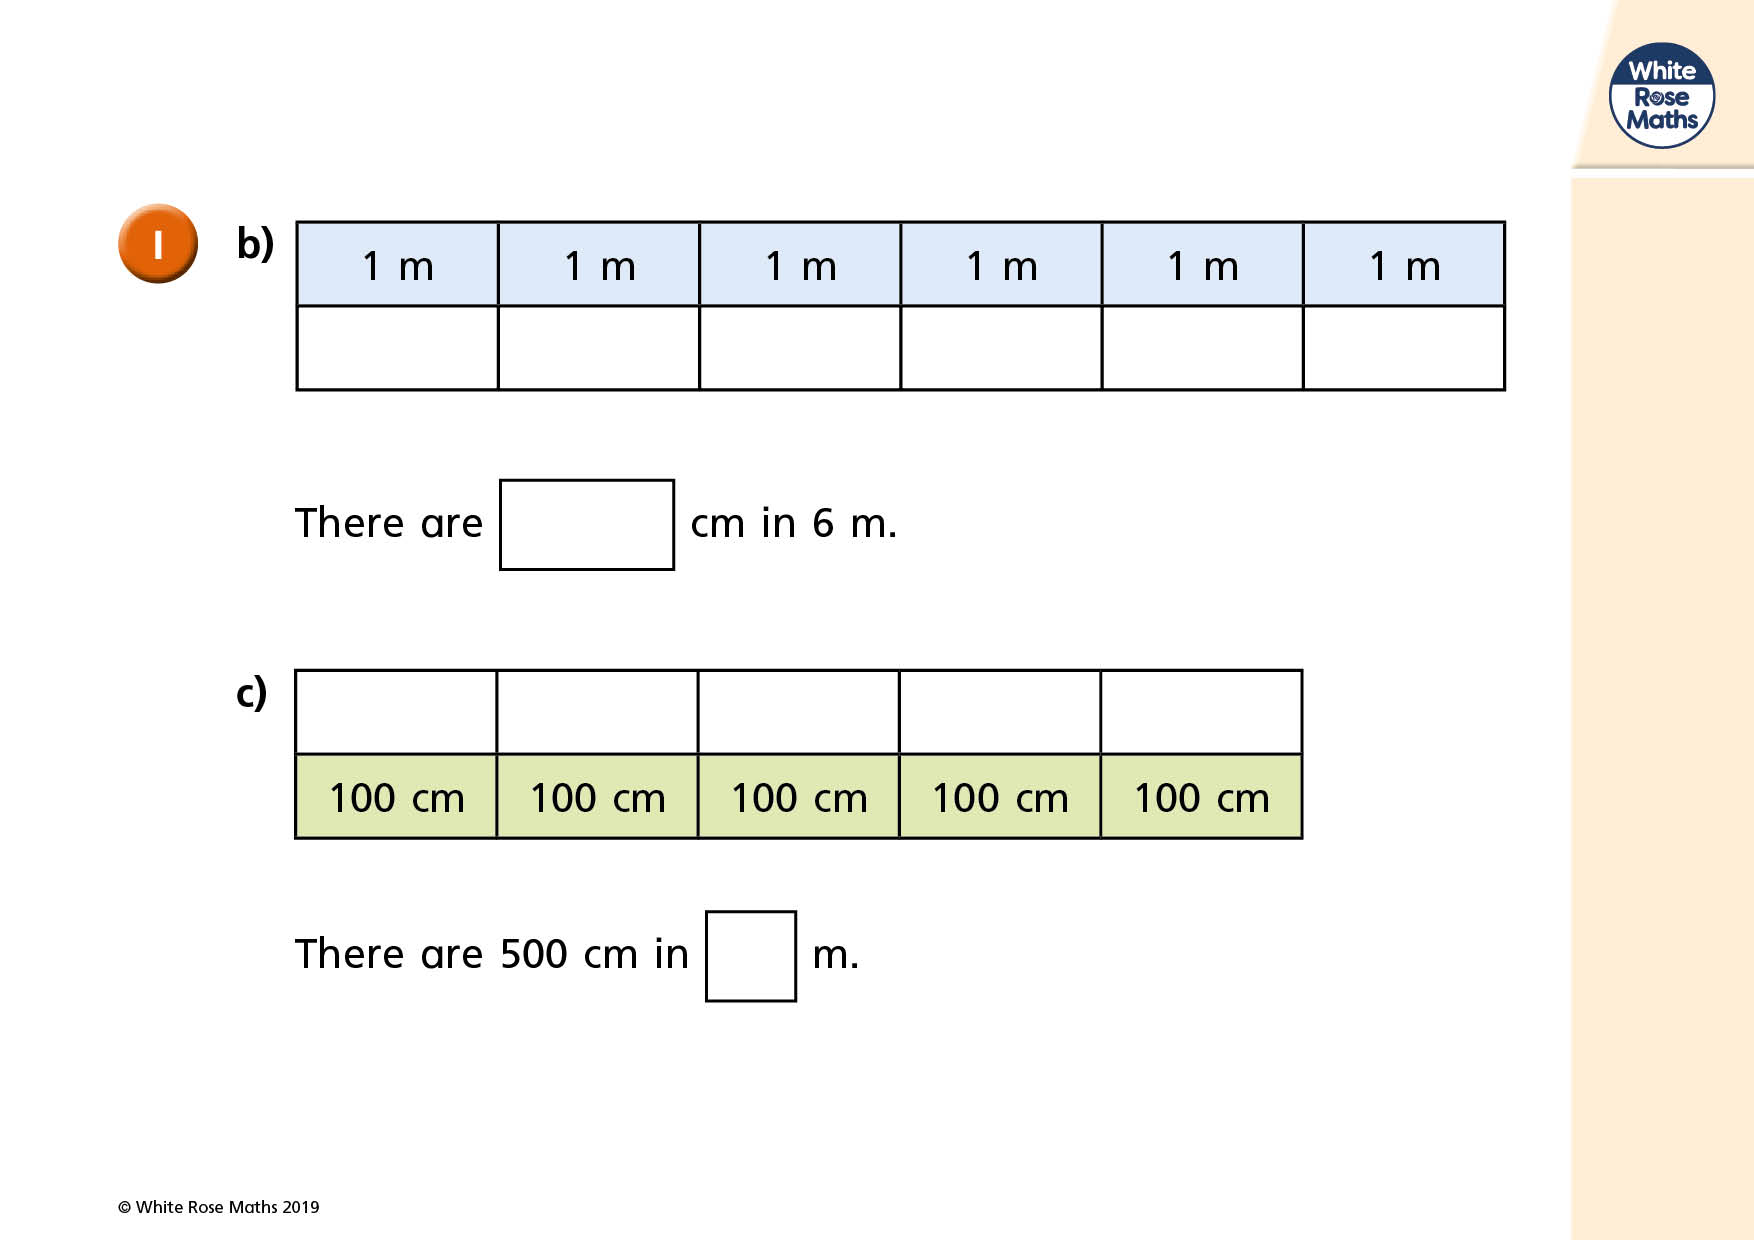 White
Rose
Maths
1 b) 1 m 1 m 1 m 1 m 1 m 1 m
There are cm in 6 m.
c)
100 cm 100 cm 100 cm 100 cm 100 cm
There are 500 cm in m.
© White Rose Maths 2019